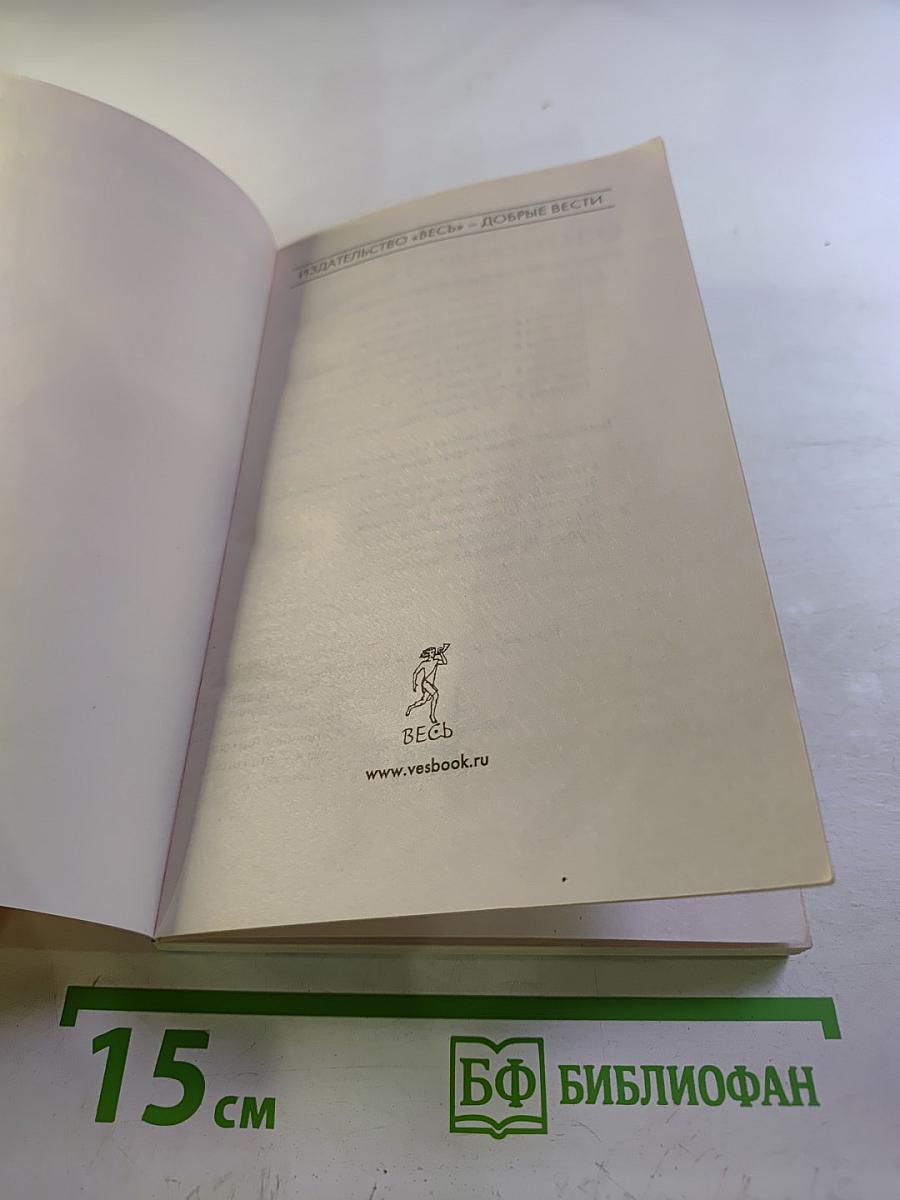 ИЗДАТЕЛЬСТВО «ВЕСЬ» – ДОБРЫЕ ВЕСТИ
ВЕСЬ
www.vesbook.ru
15 см
БФ БИБЛИОФАН